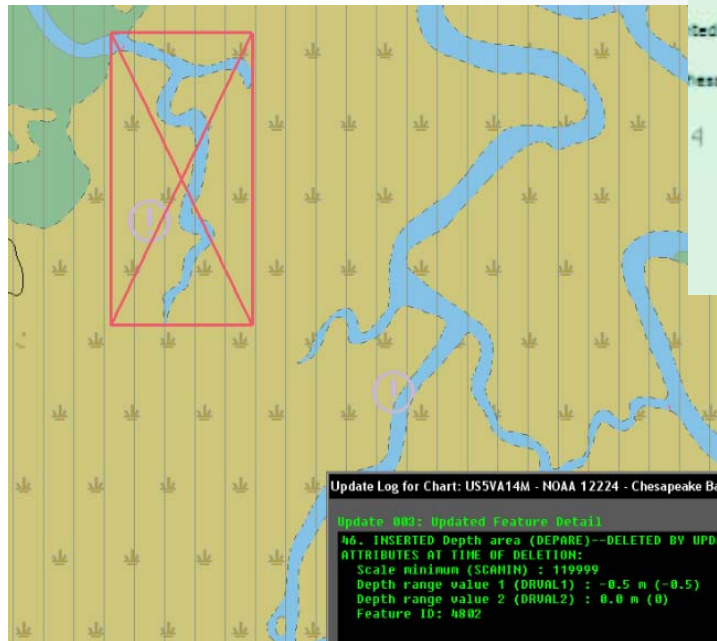 4
Update Log for Chart: US5VA14M - NOAA 12224 - Chesapeake Ba
Update 003: Updated Feature Detail
46. INSERTED Depth area (DEPARE)--DELETED BY UPD
ATTRIBUTES AT TIME OF DELETION:
Scale minimum (SCAMIN) : 119999
Depth range value 1 (DRVAL1) : -0.5 m (-0.5)
Depth range value 2 (DRVAL2) : 0.0 m (0)
Feature ID: 4802